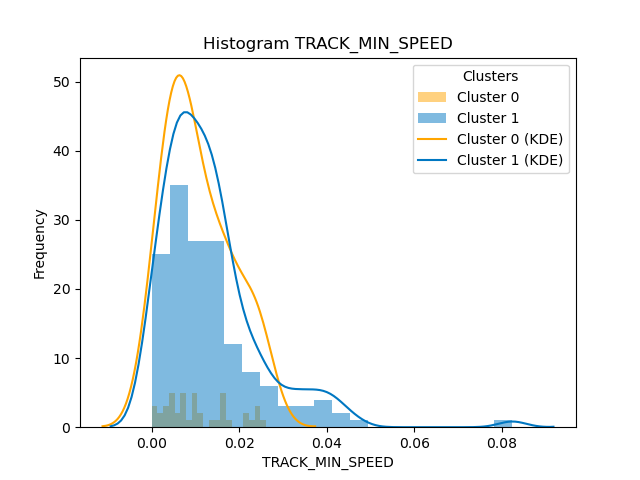 Histogram TRACK_MIN_SPEED
Clusters
Cluster 0
Cluster 1
Cluster 0 (KDE)
Cluster 1 (KDE)
Frequency
50
40
30
20
10
0
0.00 0.02 0.04 0.06 0.08
TRACK_MIN_SPEED